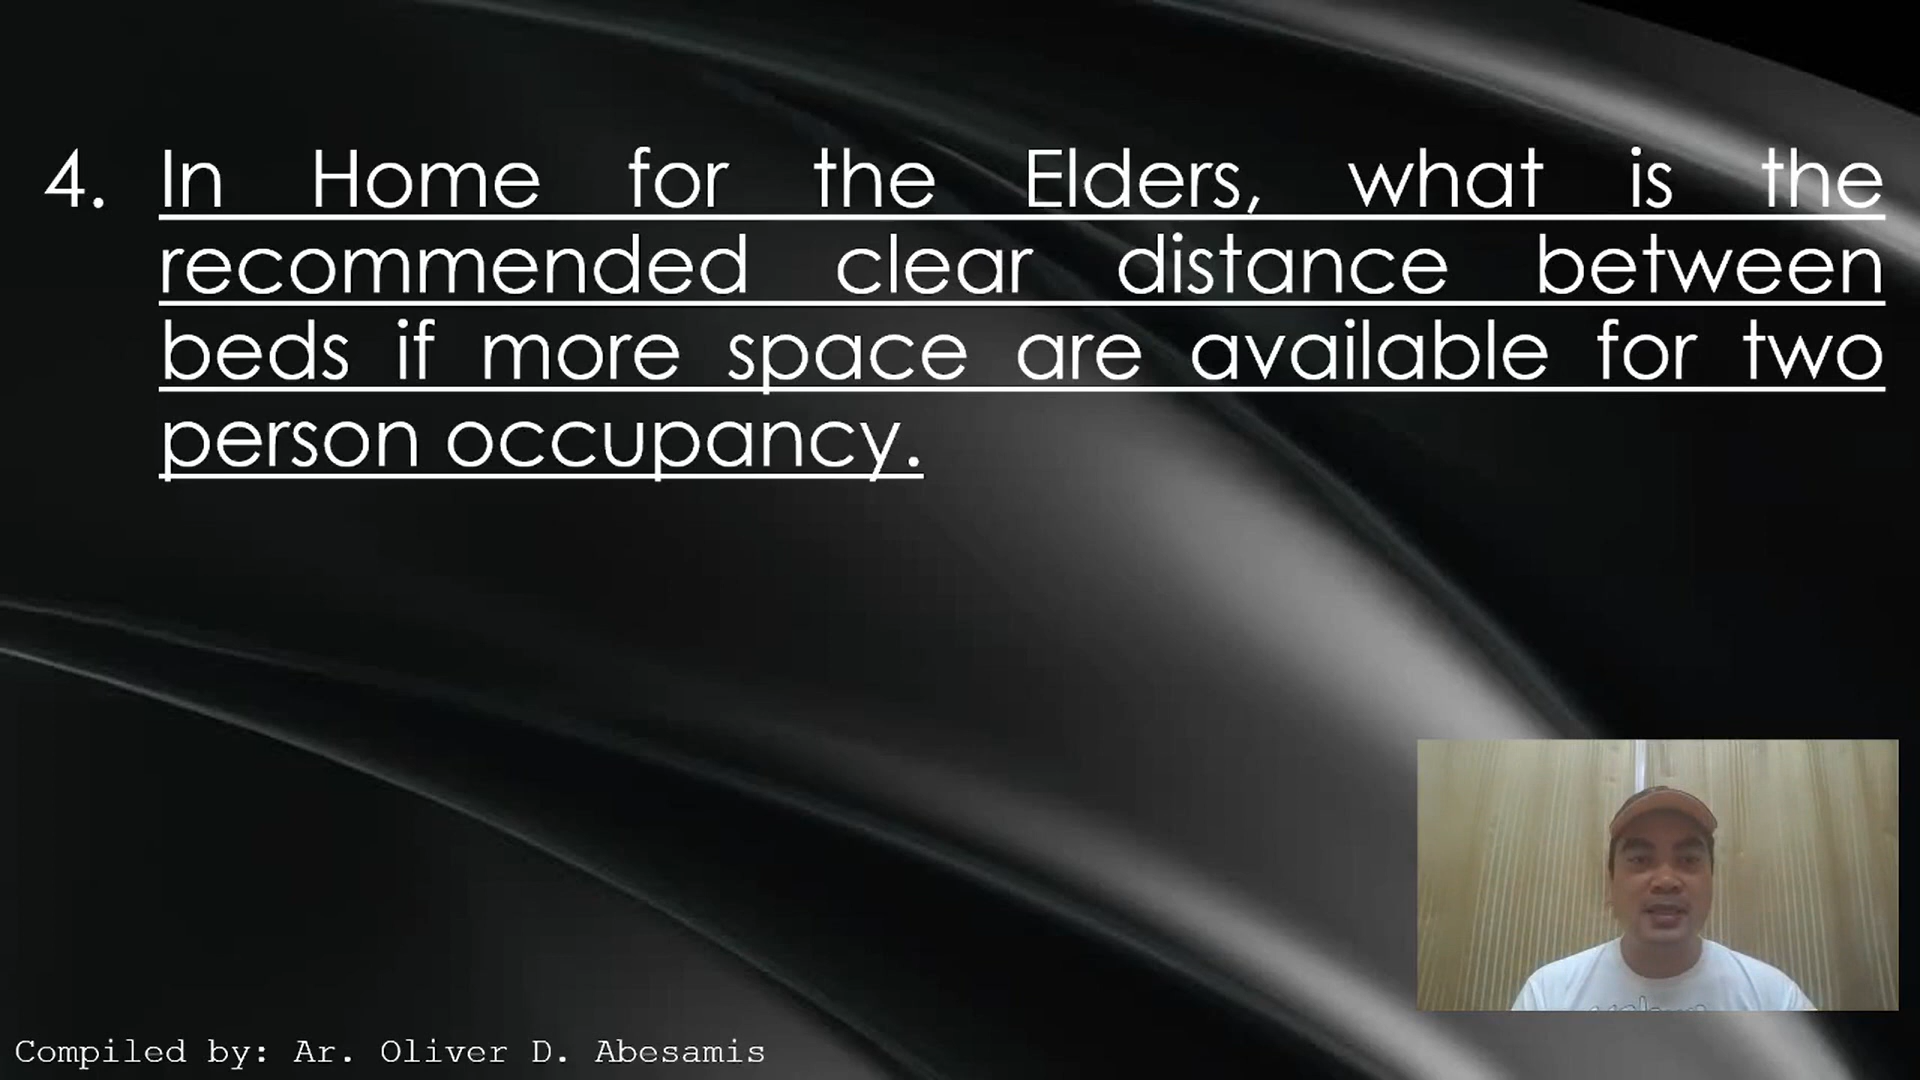 4. In Home for the Elders, what is the
recommended clear distance between
beds if more space are available for two
person occupancy.
Compiled by: Ar. Oliver D. Abesamis